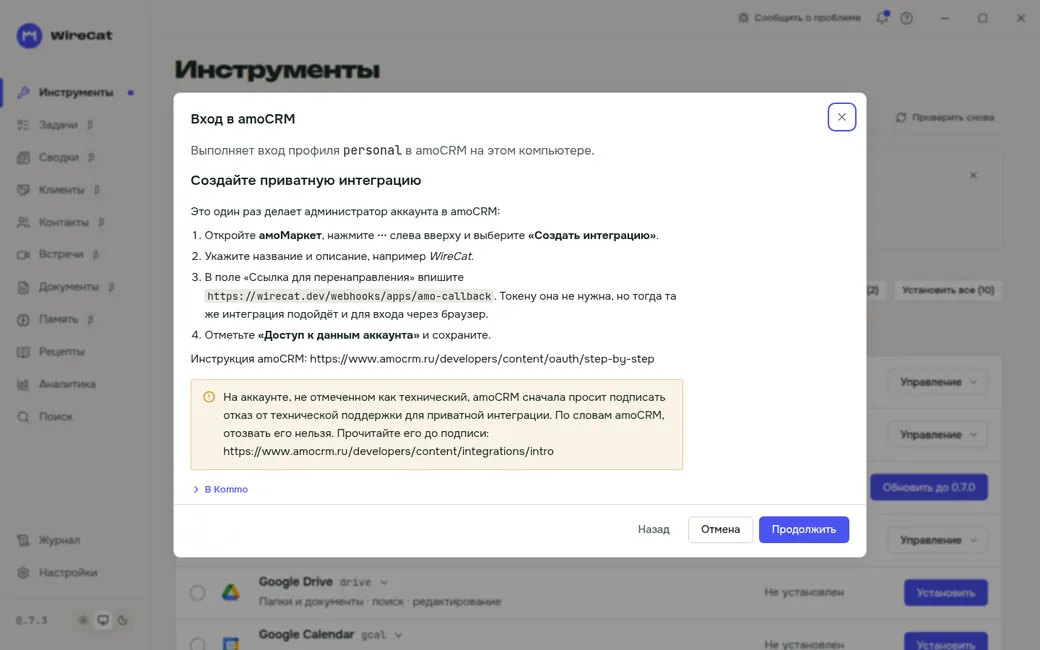 wirecat
Сообщить о проблеме
Инструменты
Инструменты
Задачи β
Сводки β
Клиенты β
Контакты β
Встречи β
Документы β
Память β
Рецепты
Аналитика
Поиск
Журнал
Настройки
0.7.3
Проверить снова
(2)
Установить все (10)
Управление
Управление
Обновить до 0.7.0
Управление
Вход в amoCRM
Выполняет вход профиля personal в amoCRM на этом компьютере.
Создайте приватную интеграцию
Это один раз делает администратор аккаунта в amoCRM:
1. Откройте амоМаркет, нажмите ··· слева вверху и выберите «Создать интеграцию».
2. Укажите название и описание, например WireCat.
3. В поле «Ссылка для перенаправления» впишите
https://wirecat.dev/webhooks/apps/amo-callback. Токену она не нужна, но тогда та
же интеграция подойдёт и для входа через браузер.
4. Отметьте «Доступ к данным аккаунта» и сохраните.
Инструкция amoCRM: https://www.amocrm.ru/developers/content/oauth/step-by-step
На аккаунте, не отмеченном как технический, amoCRM сначала просит подписать
отказ от технической поддержки для приватной интеграции. По словам amoCRM,
отозвать его нельзя. Прочитайте его до подписи:
https://www.amocrm.ru/developers/content/integrations/intro
В Kommo
Назад
Отмена
Продолжить
Google Drive drive
Папки и документы · поиск · редактирование
Не установлен
Установить
Google Calendar gcal
Не установлен
Установить